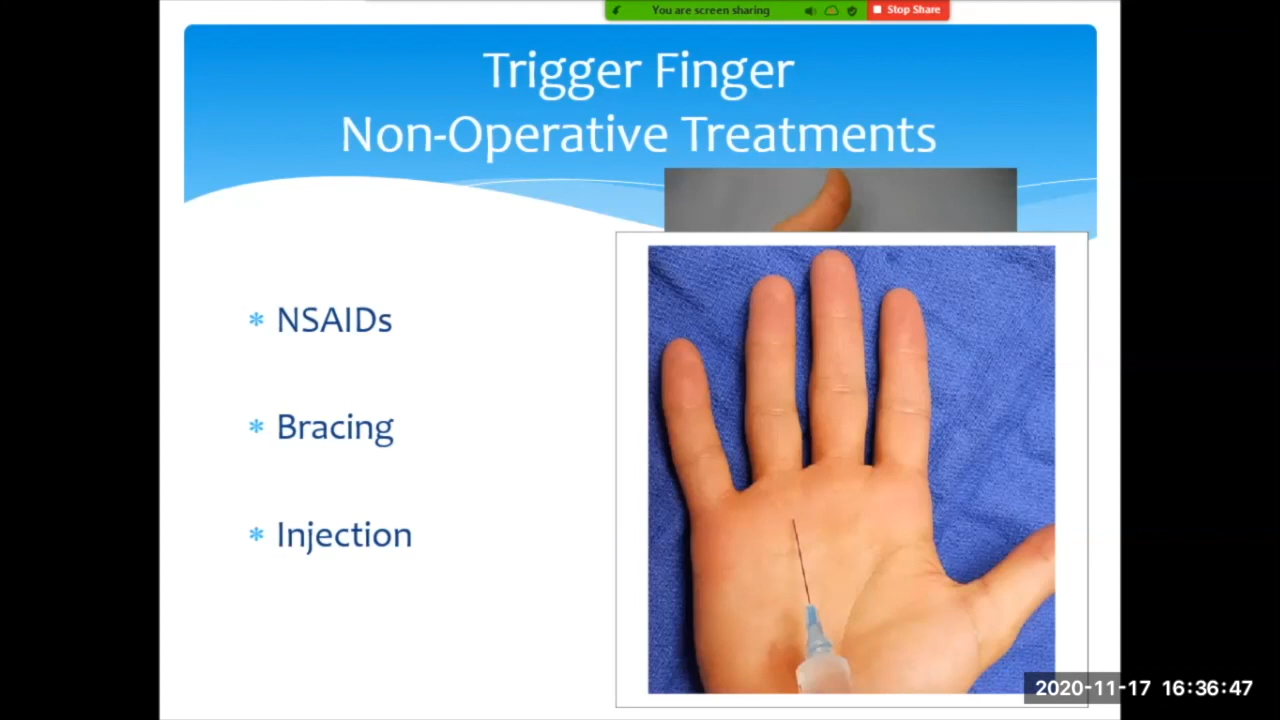 You are screen sharing
Stop Share
Trigger Finger
Non-Operative Treatments
* NSAIDs
* Bracing
* Injection
2020-11-17 16:36:47